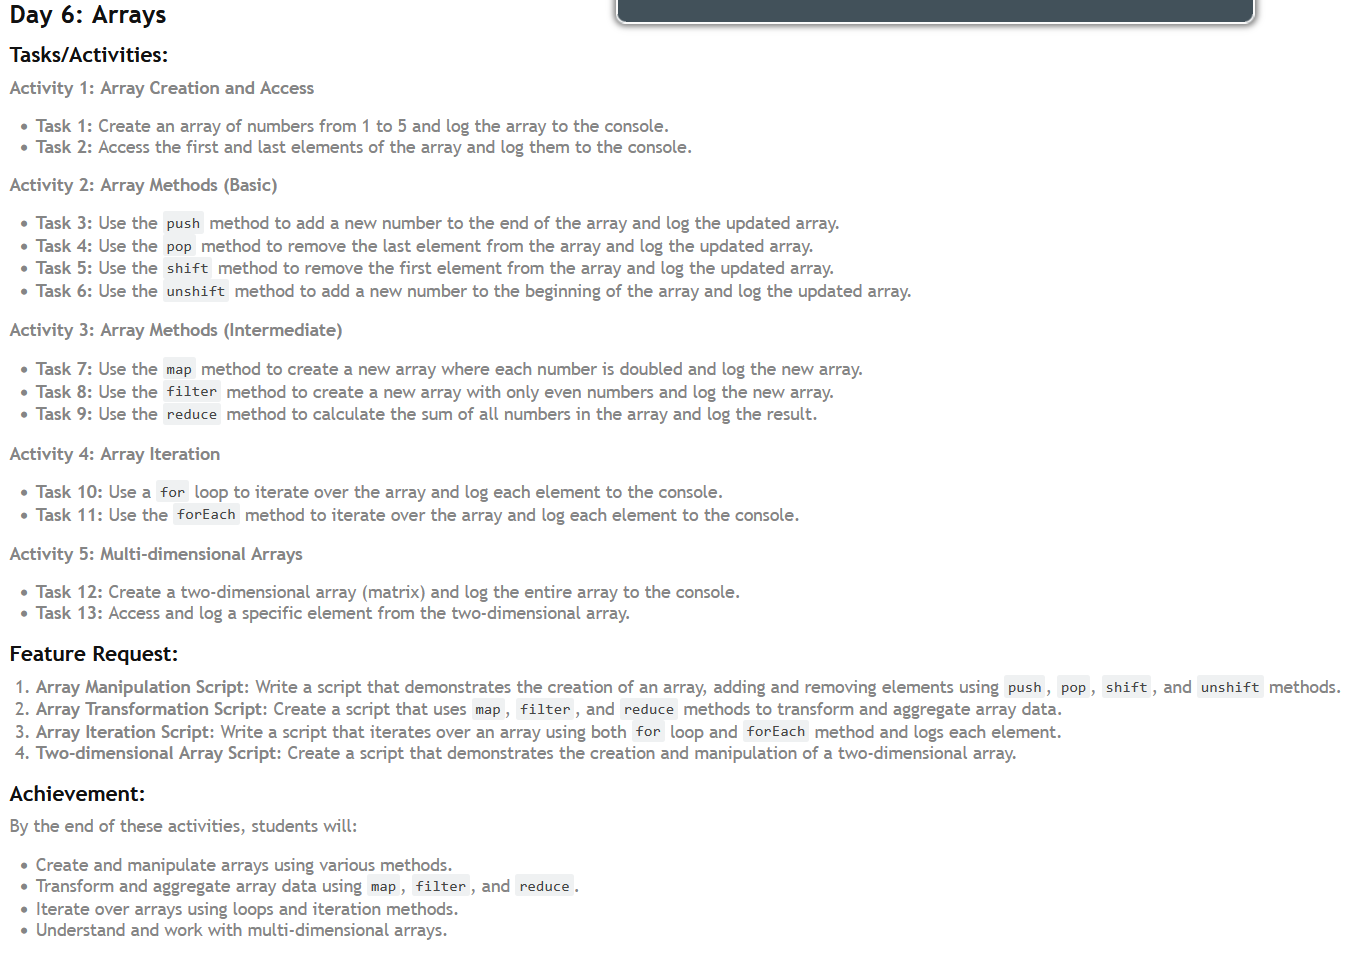 Day 6: Arrays
Tasks/Activities:
Activity 1: Array Creation and Access
• Task 1: Create an array of numbers from 1 to 5 and log the array to the console.
• Task 2: Access the first and last elements of the array and log them to the console.
Activity 2: Array Methods (Basic)
• Task 3: Use the push method to add a new number to the end of the array and log the updated array.
• Task 4: Use the pop method to remove the last element from the array and log the updated array.
• Task 5: Use the shift method to remove the first element from the array and log the updated array.
• Task 6: Use the unshift method to add a new number to the beginning of the array and log the updated array.
Activity 3: Array Methods (Intermediate)
• Task 7: Use the map method to create a new array where each number is doubled and log the new array.
• Task 8: Use the filter method to create a new array with only even numbers and log the new array.
• Task 9: Use the reduce method to calculate the sum of all numbers in the array and log the result.
Activity 4: Array Iteration
• Task 10: Use a for loop to iterate over the array and log each element to the console.
• Task 11: Use the forEach method to iterate over the array and log each element to the console.
Activity 5: Multi-dimensional Arrays
• Task 12: Create a two-dimensional array (matrix) and log the entire array to the console.
• Task 13: Access and log a specific element from the two-dimensional array.
Feature Request:
1. Array Manipulation Script: Write a script that demonstrates the creation of an array, adding and removing elements using push, pop, shift, and unshift methods.
2. Array Transformation Script: Create a script that uses map, filter, and reduce methods to transform and aggregate array data.
3. Array Iteration Script: Write a script that iterates over an array using both for loop and forEach method and logs each element.
4. Two-dimensional Array Script: Create a script that demonstrates the creation and manipulation of a two-dimensional array.
Achievement:
By the end of these activities, students will:
• Create and manipulate arrays using various methods.
• Transform and aggregate array data using map, filter, and reduce.
• Iterate over arrays using loops and iteration methods.
• Understand and work with multi-dimensional arrays.